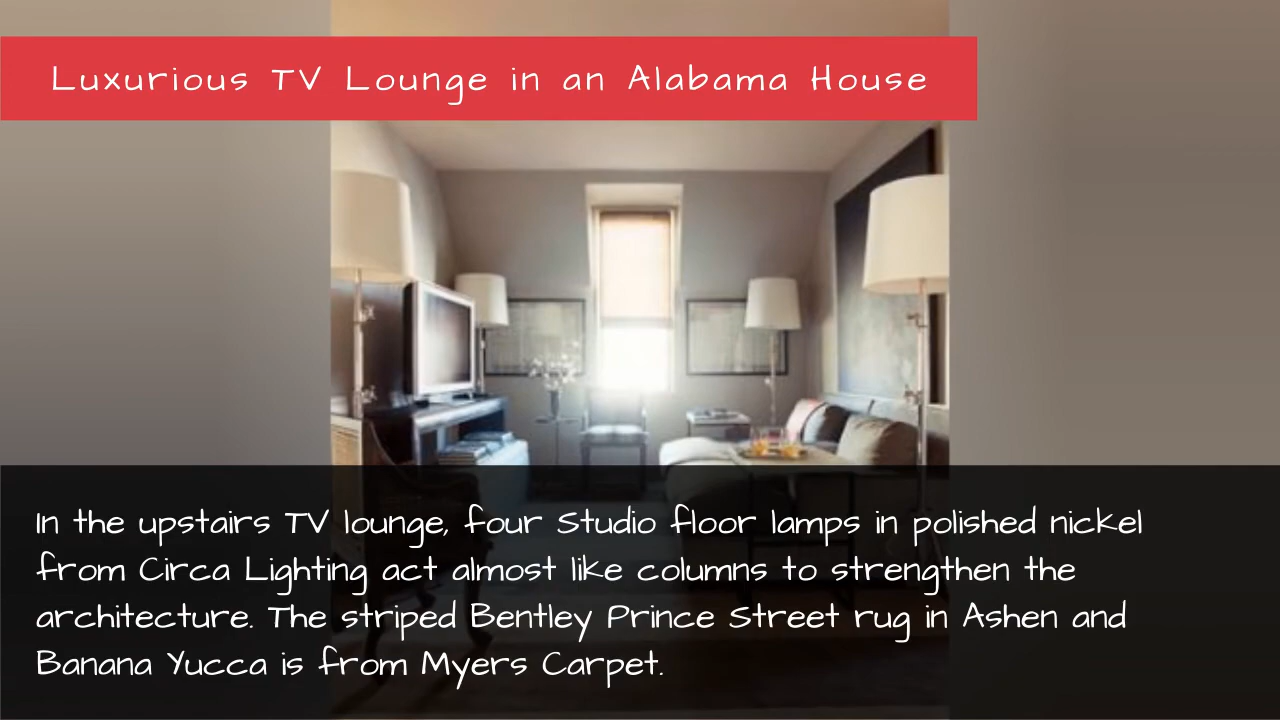 Luxurious TV Lounge in an Alabama House
In the upstairs TV lounge, four Studio floor lamps in polished nickel
from Circa Lighting act almost like columns to strengthen the
architecture. The striped Bentley Prince Street rug in Ashen and
Banana Yucca is from Myers Carpet.